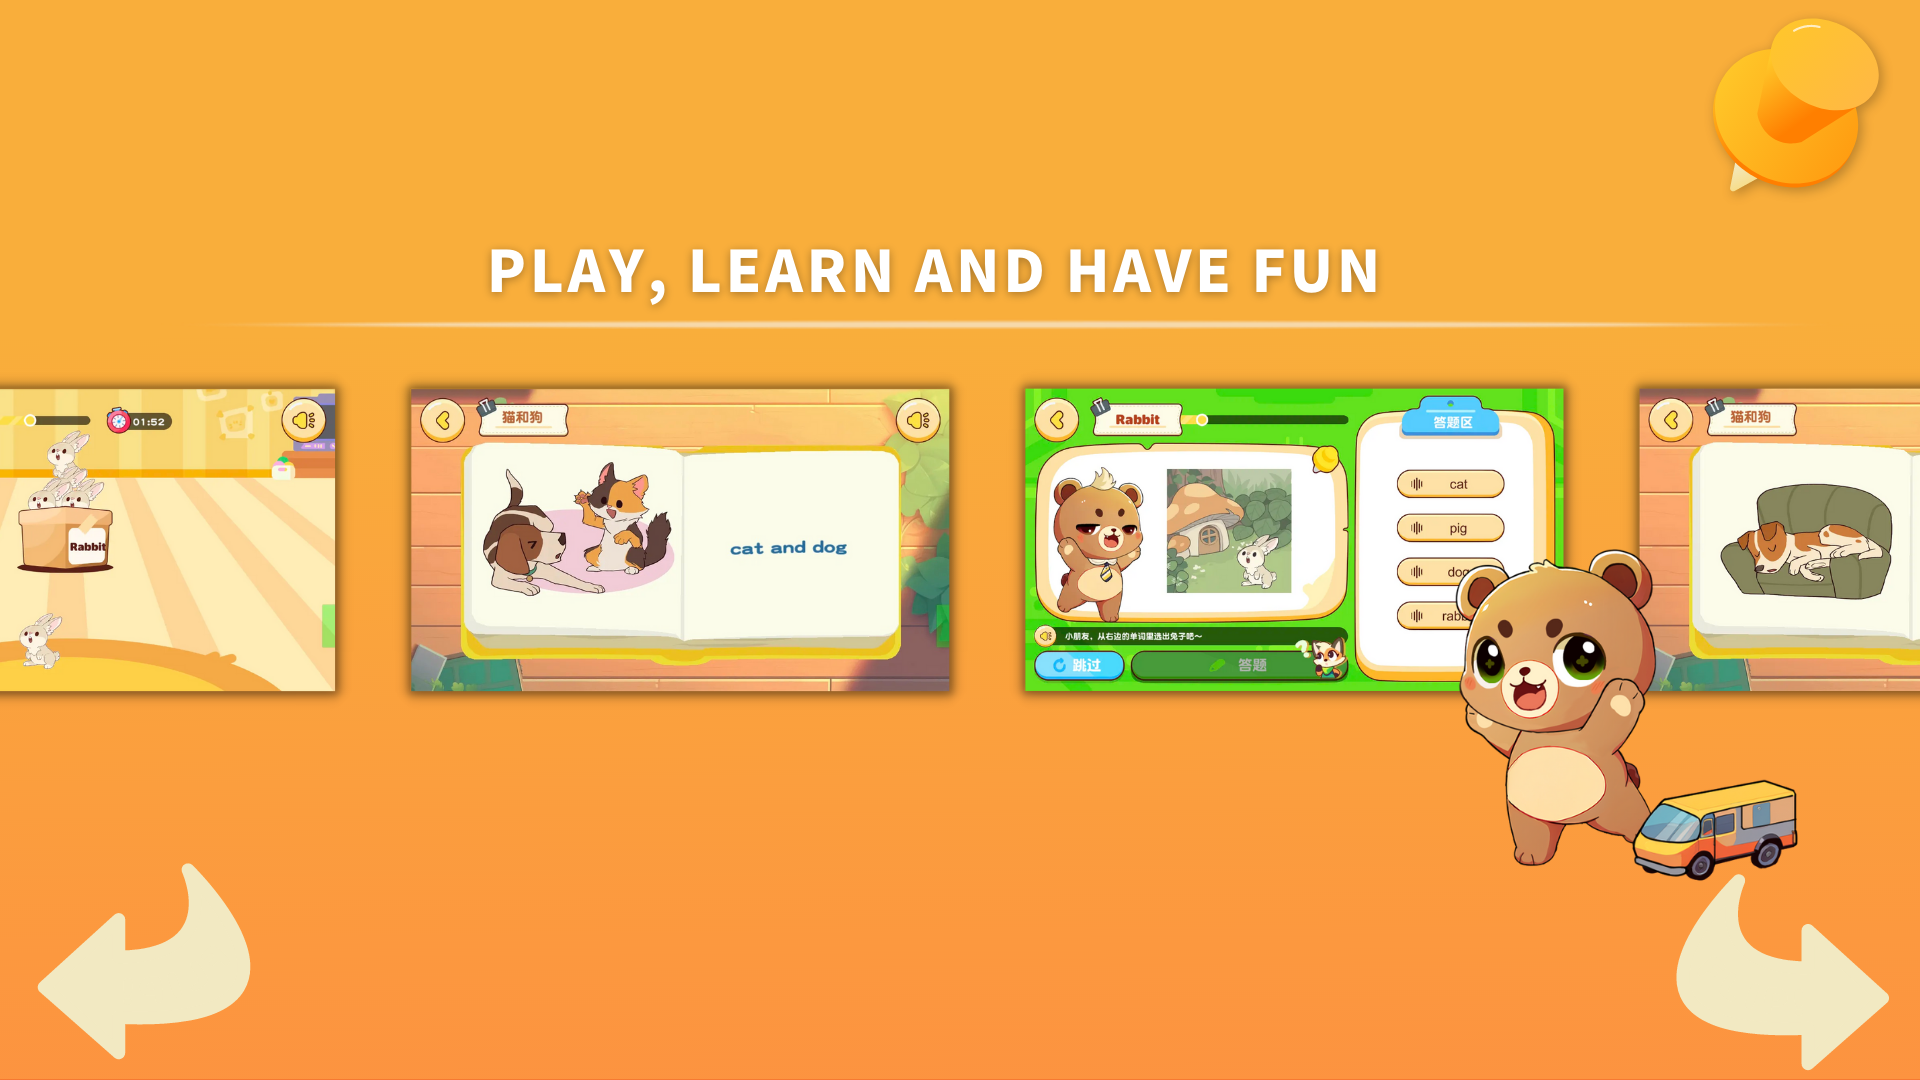 PLAY, LEARN AND HAVE FUN
01:52
Rabbit
猫和狗
cat and dog
Rabbit
小朋友，从右边的单词里选出兔子吧~
跳过
答题
答题区
cat
pig
dog
猫和狗